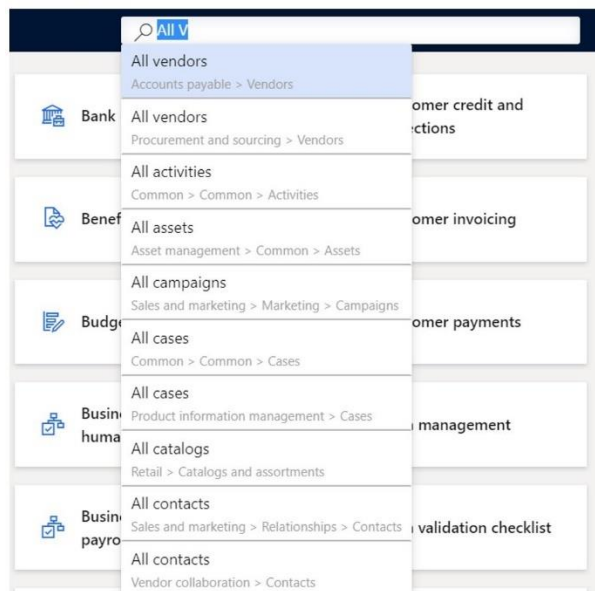 All V
All vendors
Accounts payable > Vendors
All vendors
Procurement and sourcing > Vendors
All activities
Common > Common > Activities
All assets
Asset management > Common > Assets
All campaigns
Sales and marketing > Marketing > Campaigns
All cases
Common > Common > Cases
All cases
Product information management > Cases
All catalogs
Retail > Catalogs and assortments
All contacts
Sales and marketing > Relationships > Contacts
All contacts
Vendor collaboration > Contacts
Bank
omer credit and
ections
Benef
omer invoicing
Budge
omer payments
Busin
huma
management
Busin
payro
validation checklist